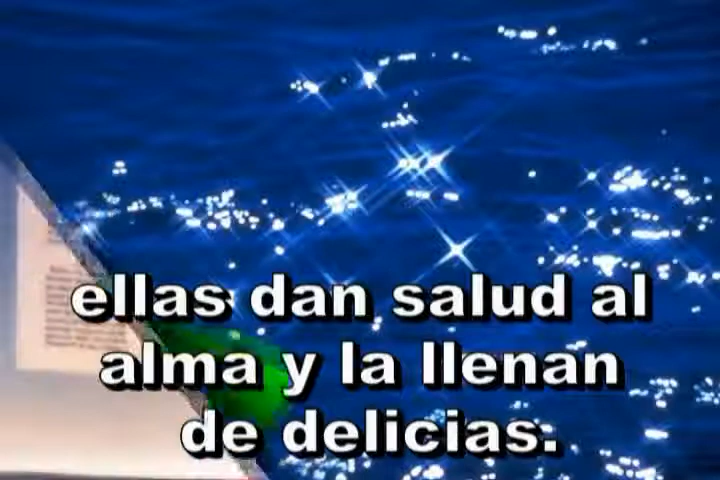 ellas dan salud al
alma y la llenan
de delicias.